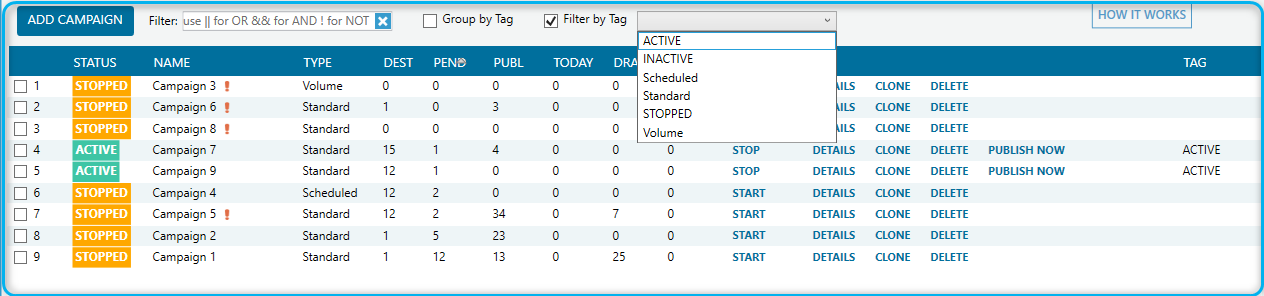 ADD CAMPAIGN Filter: use || for OR && for AND ! for NOT Group by Tag Filter by Tag HOW IT WORKS
ACTIVE
INACTIVE
Scheduled
Standard
STOPPED
Volume
STATUS NAME TYPE DEST PEND PUBL TODAY DRA TAG
1 STOPPED Campaign 3 ! Volume 0 0 0 0 0 DETAILS CLONE DELETE
2 STOPPED Campaign 6 ! Standard 1 0 3 0 0 DETAILS CLONE DELETE
3 STOPPED Campaign 8 ! Standard 0 0 0 0 0 DETAILS CLONE DELETE
4 ACTIVE Campaign 7 Standard 15 1 4 0 0 0 STOP DETAILS CLONE DELETE PUBLISH NOW ACTIVE
5 ACTIVE Campaign 9 Standard 12 1 0 0 0 0 STOP DETAILS CLONE DELETE PUBLISH NOW ACTIVE
6 STOPPED Campaign 4 Scheduled 12 2 0 0 0 0 START DETAILS CLONE DELETE
7 STOPPED Campaign 5 ! Standard 12 2 34 0 7 0 START DETAILS CLONE DELETE
8 STOPPED Campaign 2 Standard 1 5 23 0 0 0 START DETAILS CLONE DELETE
9 STOPPED Campaign 1 Standard 1 12 13 0 25 0 START DETAILS CLONE DELETE